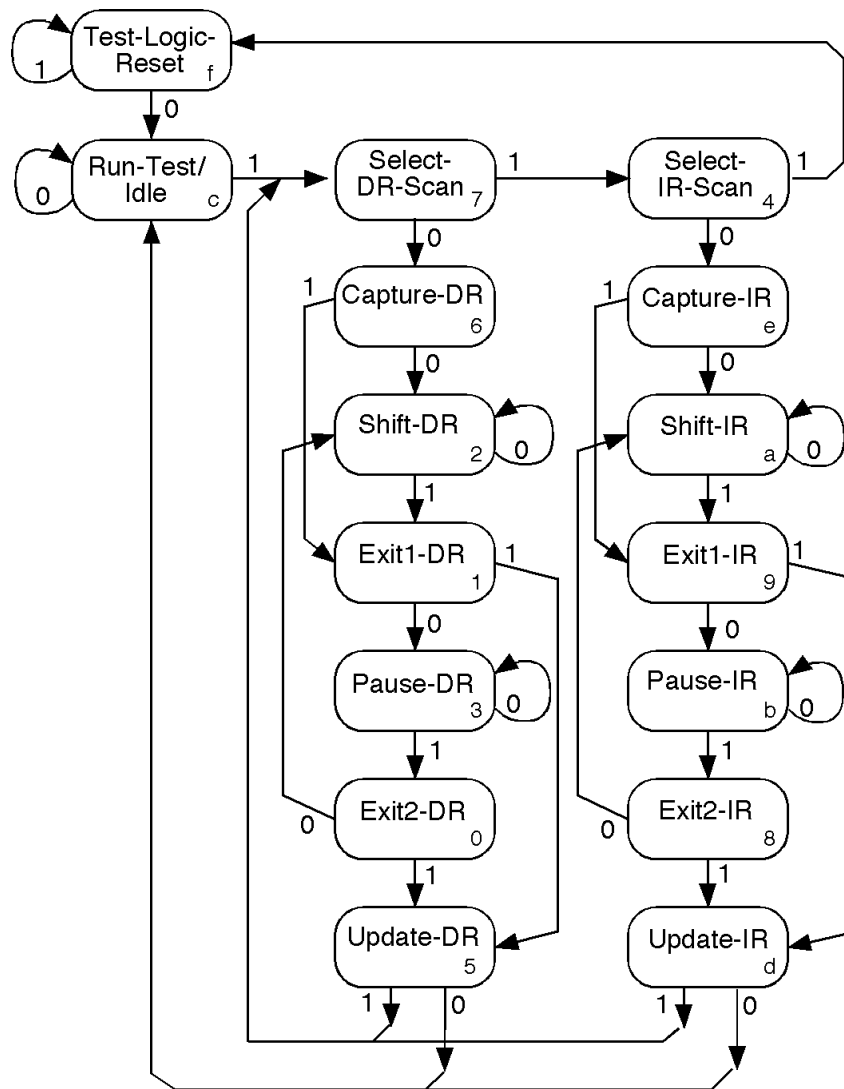 Test-Logic-
Reset
f
1
0
Run-Test/
Idle
c
0
1
Select-
DR-Scan
7
1
Select-
IR-Scan
4
1
0
0
1
Capture-DR
6
1
Capture-IR
e
0
0
Shift-DR
2
0
Shift-IR
a
0
1
1
Exit1-DR
1
1
Exit1-IR
9
1
0
0
Pause-DR
3
0
Pause-IR
b
0
1
1
0
Exit2-DR
0
0
Exit2-IR
8
1
1
Update-DR
5
Update-IR
d
1
0
1
0